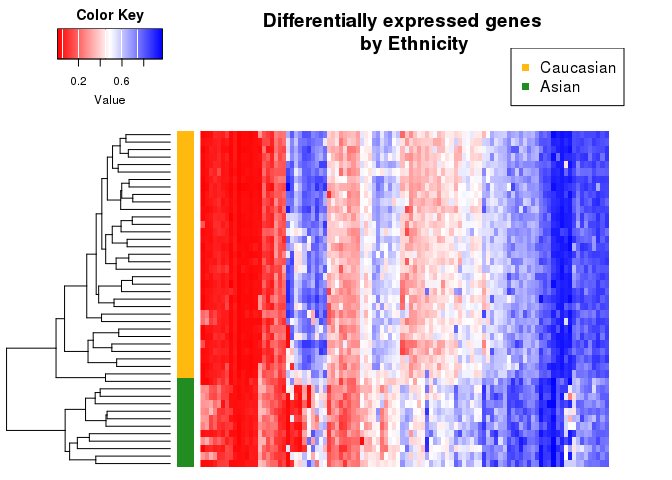 Color Key
0.2 0.6
Value
Differentially expressed genes
by Ethnicity
Caucasian
Asian